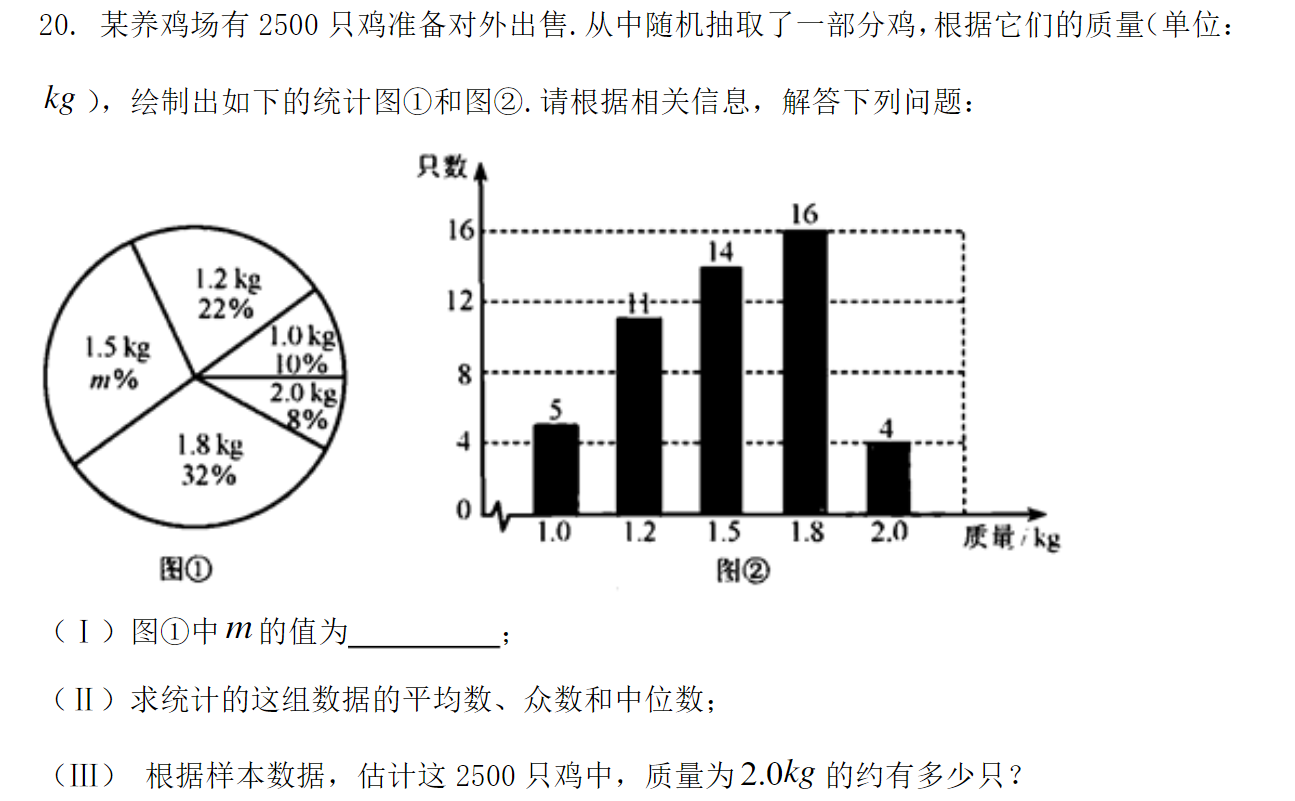 20. 某养鸡场有 2500 只鸡准备对外出售.从中随机抽取了一部分鸡,根据它们的质量(单位:
kg),绘制出如下的统计图①和图②.请根据相关信息，解答下列问题:
1.2 kg
22%
1.0 kg
10%
1.5 kg
m%
2.0 kg
8%
1.8 kg
32%
图①
只数
16
16
14
12
11
8
5
4
4
0
1.0 1.2 1.5 1.8 2.0 质量/kg
图②
(Ⅰ)图①中m的值为__________;
(Ⅱ)求统计的这组数据的平均数、众数和中位数;
(Ⅲ) 根据样本数据，估计这 2500 只鸡中，质量为2.0kg 的约有多少只?